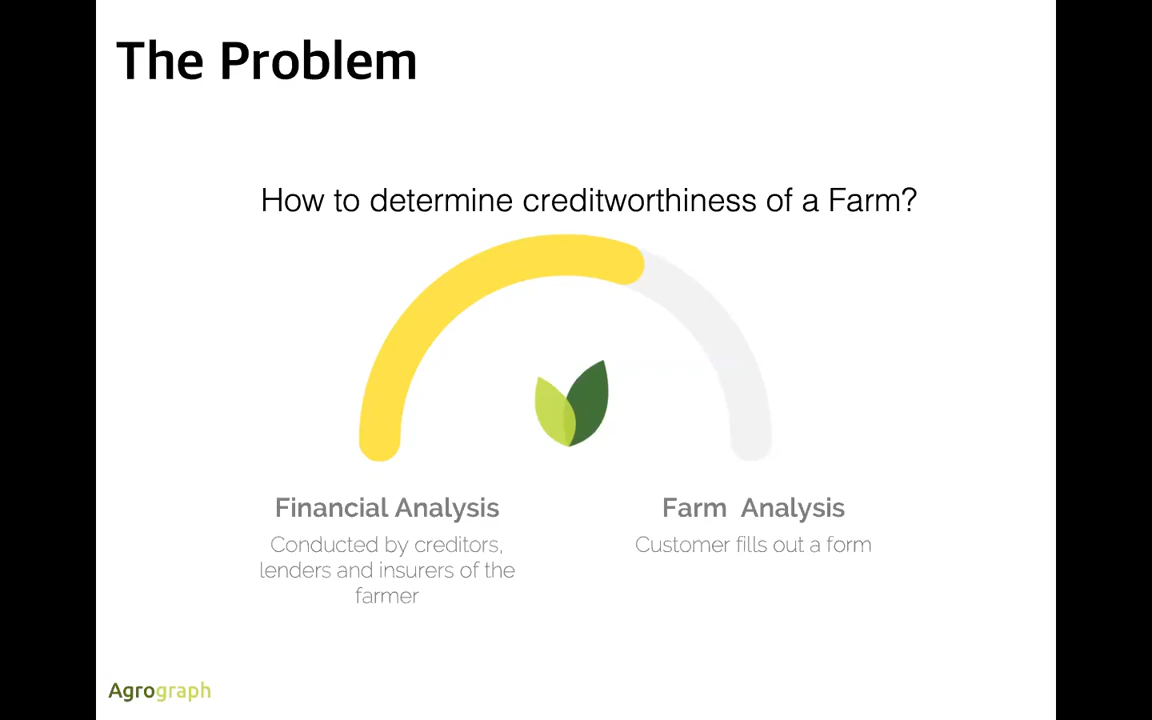 The Problem
How to determine creditworthiness of a Farm?
Financial Analysis
Conducted by creditors,
lenders and insurers of the
farmer
Farm Analysis
Customer fills out a form
Agrograph